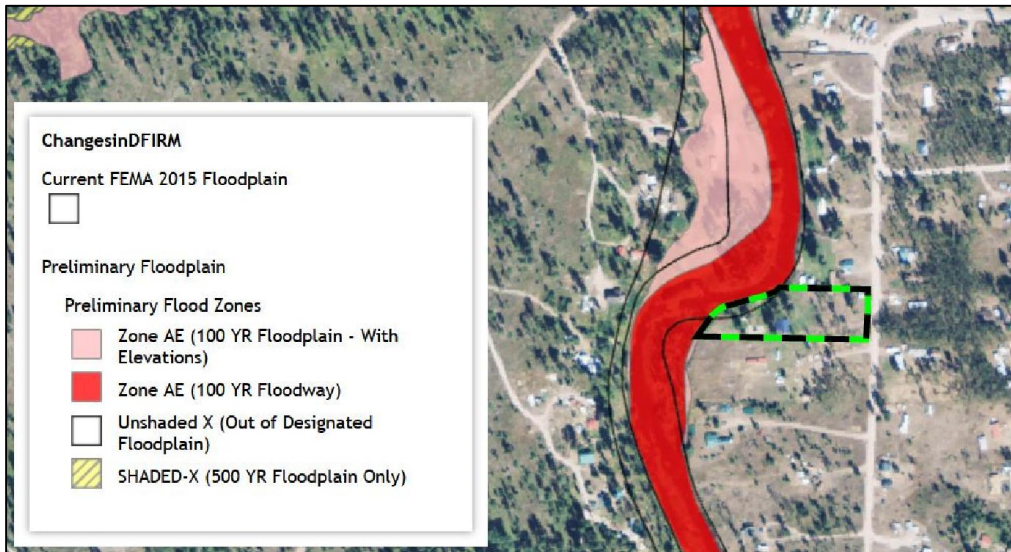 ChangesinDFIRM
Current FEMA 2015 Floodplain
Preliminary Floodplain
Preliminary Flood Zones
Zone AE (100 YR Floodplain - With
Elevations)
Zone AE (100 YR Floodway)
Unshaded X (Out of Designated
Floodplain)
SHADED-X (500 YR Floodplain Only)